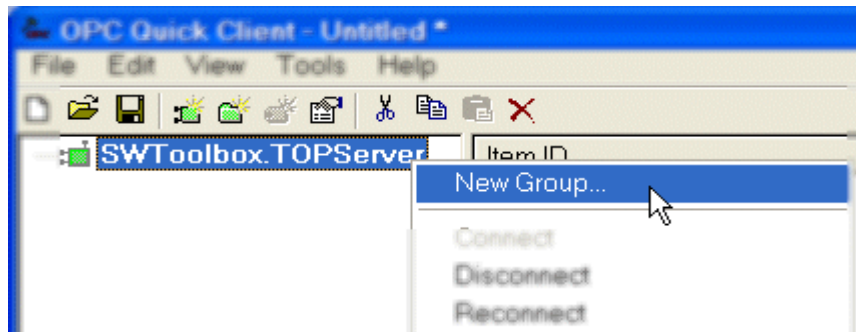 OPC Quick Client - Untitled *
File Edit View Tools Help
SWToolbox.TOPServer
Item ID
New Group...
Connect
Disconnect
Reconnect